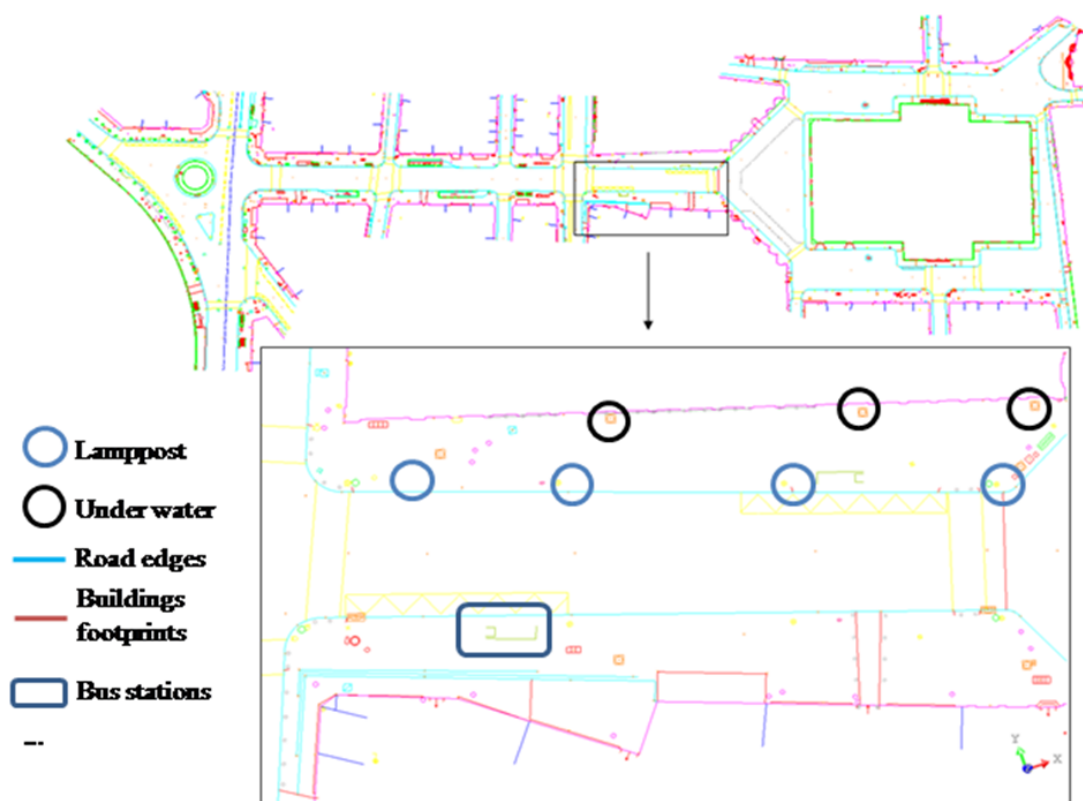 Lamppost
Under water
Road edges
Buildings
footprints
Bus stations
...
Y
X